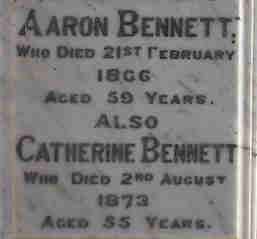 AARON BENNETT,
WHO DIED 21ST FEBRUARY
1866
AGED 59 YEARS.
ALSO
CATHERINE BENNETT
WHO DIED 2ND AUGUST
1873
AGED 55 YEARS.